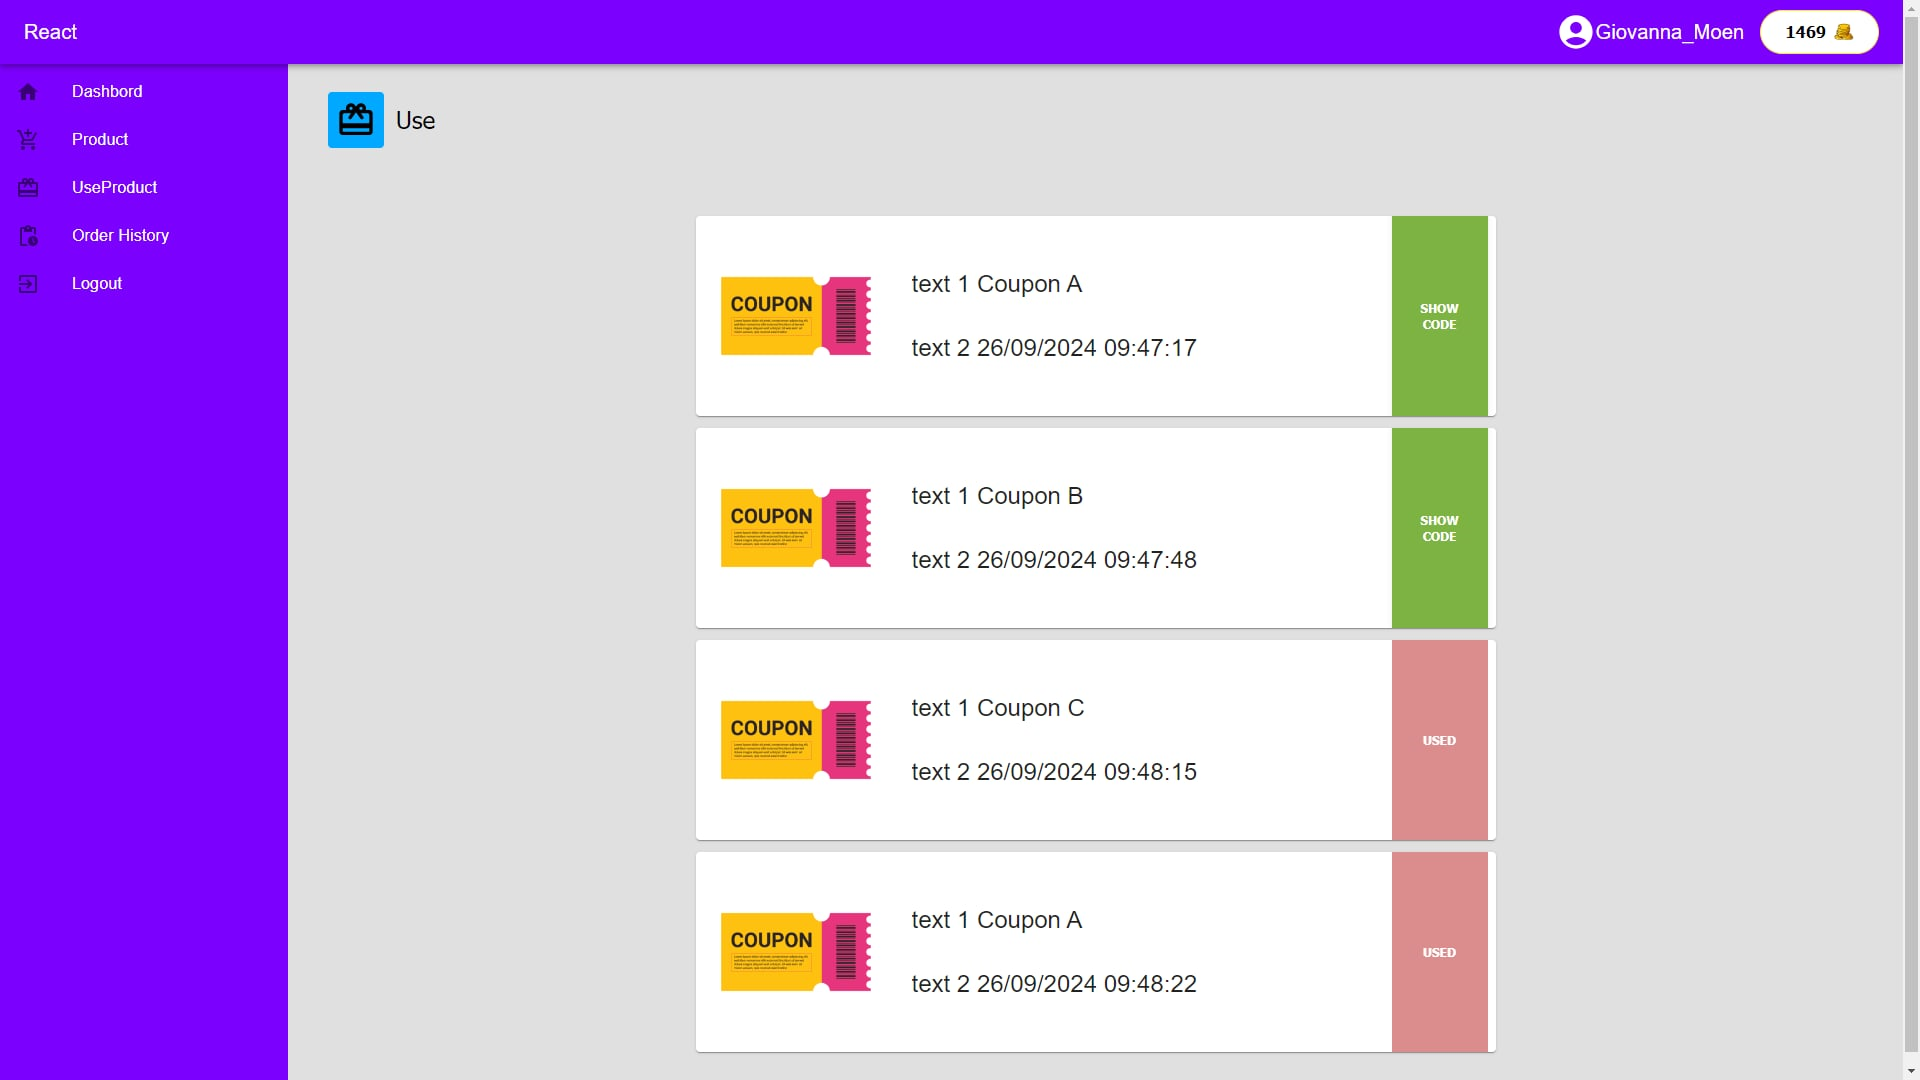 React
Giovanna_Moen
1469
Dashbord
Product
UseProduct
Order History
Logout
Use
COUPON
text 1 Coupon A
text 2 26/09/2024 09:47:17
SHOW
CODE
COUPON
text 1 Coupon B
text 2 26/09/2024 09:47:48
SHOW
CODE
COUPON
text 1 Coupon C
text 2 26/09/2024 09:48:15
USED
COUPON
text 1 Coupon A
text 2 26/09/2024 09:48:22
USED